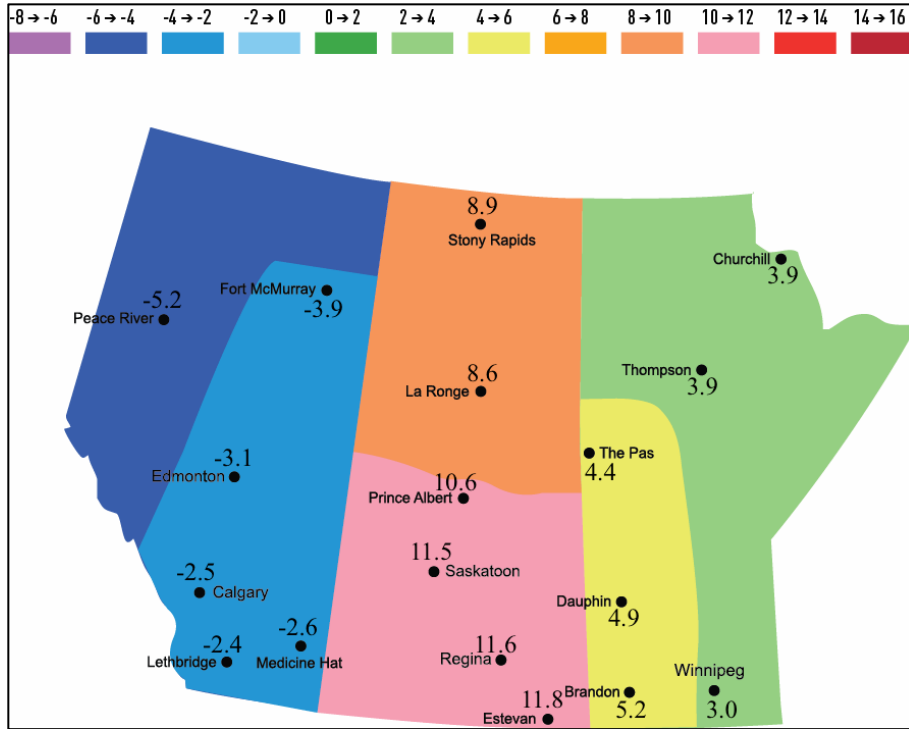 -8 → -6 -6 → -4 -4 → -2 -2 → 0 0 → 2 2 → 4 4 → 6 6 → 8 8 → 10 10 → 12 12 → 14 14 → 16
8.9
Stony Rapids
Churchill
3.9
Fort McMurray
-3.9
-5.2
Peace River
Thompson
3.9
8.6
La Ronge
The Pas
4.4
-3.1
Edmonton
10.6
Prince Albert
11.5
Saskatoon
-2.5
Calgary
Dauphin
4.9
-2.6
Medicine Hat
-2.4
Lethbridge
11.6
Regina
Winnipeg
3.0
Brandon
5.2
11.8
Estevan